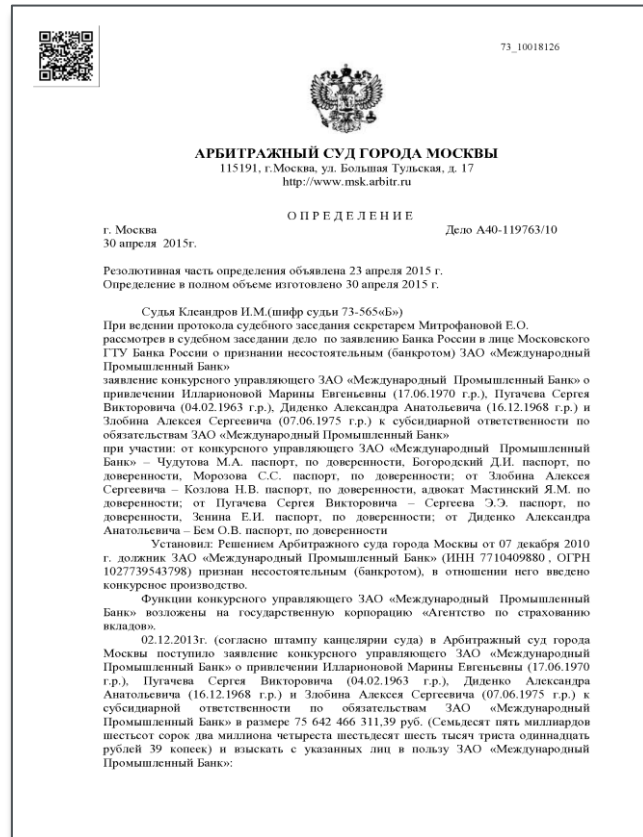 73_10018126
АРБИТРАЖНЫЙ СУД ГОРОДА МОСКВЫ
115191, г.Москва, ул. Большая Тульская, д. 17
http://www.msk.arbitr.ru
О П Р Е Д Е Л Е Н И Е
г. Москва Дело А40-119763/10
30 апреля 2015г.
Резолютивная часть определения объявлена 23 апреля 2015 г.
Определение в полном объеме изготовлено 30 апреля 2015 г.
Судья Клеандров И.М.(шифр судьи 73-565«Б»)
При ведении протокола судебного заседания секретарем Митрофановой Е.О.
рассмотрев в судебном заседании дело по заявлению Банка России в лице Московского
ГТУ Банка России о признании несостоятельным (банкротом) ЗАО «Международный
Промышленный Банк»
заявление конкурсного управляющего ЗАО «Международный Промышленный Банк» о
привлечении Илларионовой Марины Евгеньевны (17.06.1970 г.р.), Пугачева Сергея
Викторовича (04.02.1963 г.р.), Диденко Александра Анатольевича (16.12.1968 г.р.) и
Злобина Алексея Сергеевича (07.06.1975 г.р.) к субсидиарной ответственности по
обязательствам ЗАО «Международный Промышленный Банк»
при участии: от конкурсного управляющего ЗАО «Международный Промышленный
Банк» – Чудутова М.А. паспорт, по доверенности, Богородский Д.И. паспорт, по
доверенности, Морозова С.С. паспорт, по доверенности; от Злобина Алексея
Сергеевича – Козлова Н.В. паспорт, по доверенности, адвокат Мастинский Я.М. по
доверенности; от Пугачева Сергея Викторовича – Сергеева Э.Э. паспорт, по
доверенности, Зенина Е.И. паспорт, по доверенности; от Диденко Александра
Анатольевича – Бем О.В. паспорт, по доверенности
Установил: Решением Арбитражного суда города Москвы от 07 декабря 2010
г. должник ЗАО «Международный Промышленный Банк» (ИНН 7710409880 , ОГРН
1027739543798) признан несостоятельным (банкротом), в отношении него введено
конкурсное производство.
Функции конкурсного управляющего ЗАО «Международный Промышленный
Банк» возложены на государственную корпорацию «Агентство по страхованию
вкладов».
02.12.2013г. (согласно штампу канцелярии суда) в Арбитражный суд города
Москвы поступило заявление конкурсного управляющего ЗАО «Международный
Промышленный Банк» о привлечении Илларионовой Марины Евгеньевны (17.06.1970
г.р.), Пугачева Сергея Викторовича (04.02.1963 г.р.), Диденко Александра
Анатольевича (16.12.1968 г.р.) и Злобина Алексея Сергеевича (07.06.1975 г.р.) к
субсидиарной ответственности по обязательствам ЗАО «Международный
Промышленный Банк» в размере 75 642 466 311,39 руб. (Семьдесят пять миллиардов
шестьсот сорок два миллиона четыреста шестьдесят шесть тысяч триста одиннадцать
рублей 39 копеек) и взыскать с указанных лиц в пользу ЗАО «Международный
Промышленный Банк»: